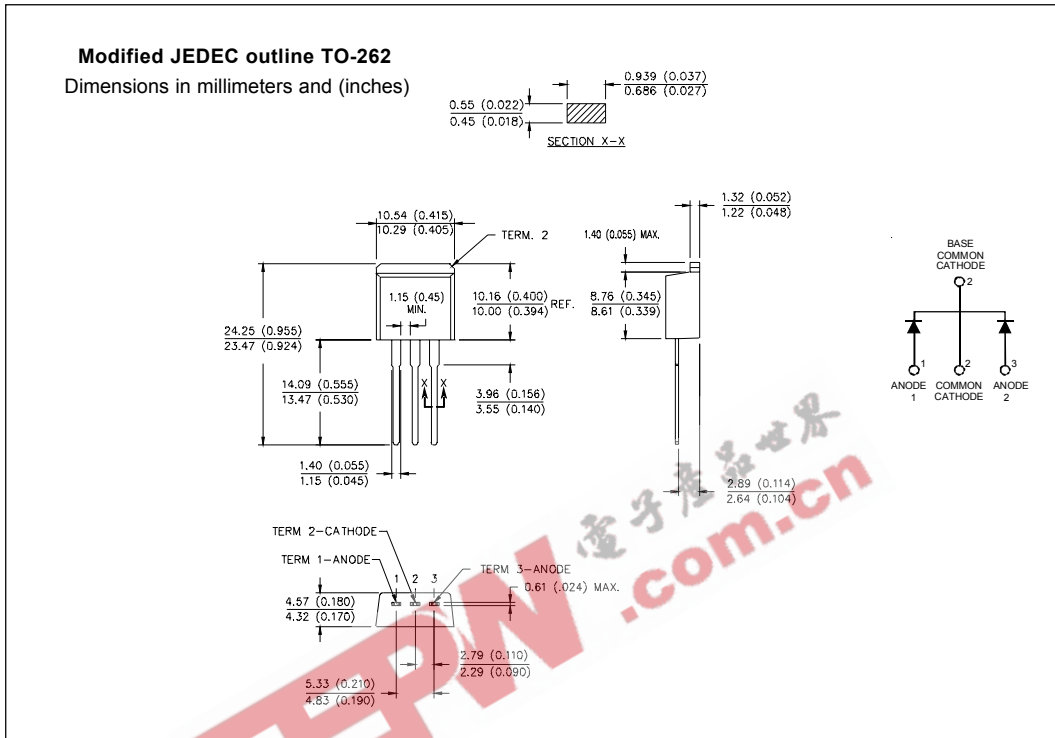 Modified JEDEC outline TO-262
Dimensions in millimeters and (inches)
0.939 (0.037)
0.686 (0.027)
0.55 (0.022)
0.45 (0.018)
SECTION X-X
1.32 (0.052)
1.22 (0.048)
10.54 (0.415)
10.29 (0.405)
TERM. 2
1.40 (0.055) MAX.
1.15 (0.45)
MIN.
10.16 (0.400)
10.00 (0.394)
REF.
8.76 (0.345)
8.61 (0.339)
24.25 (0.955)
23.47 (0.924)
14.09 (0.555)
13.47 (0.530)
X X
3.96 (0.156)
3.55 (0.140)
1.40 (0.055)
1.15 (0.045)
2.89 (0.114)
2.64 (0.104)
BASE
COMMON
CATHODE
2
1 2 3
ANODE COMMON ANODE
1 CATHODE 2
TERM 2-CATHODE
TERM 1-ANODE
TERM 3-ANODE
1 2 3
0.61 (.024) MAX.
4.57 (0.180)
4.32 (0.170)
2.79 (0.110)
2.29 (0.090)
5.33 (0.210)
4.83 (0.190)
電子產品世界
.com.cn